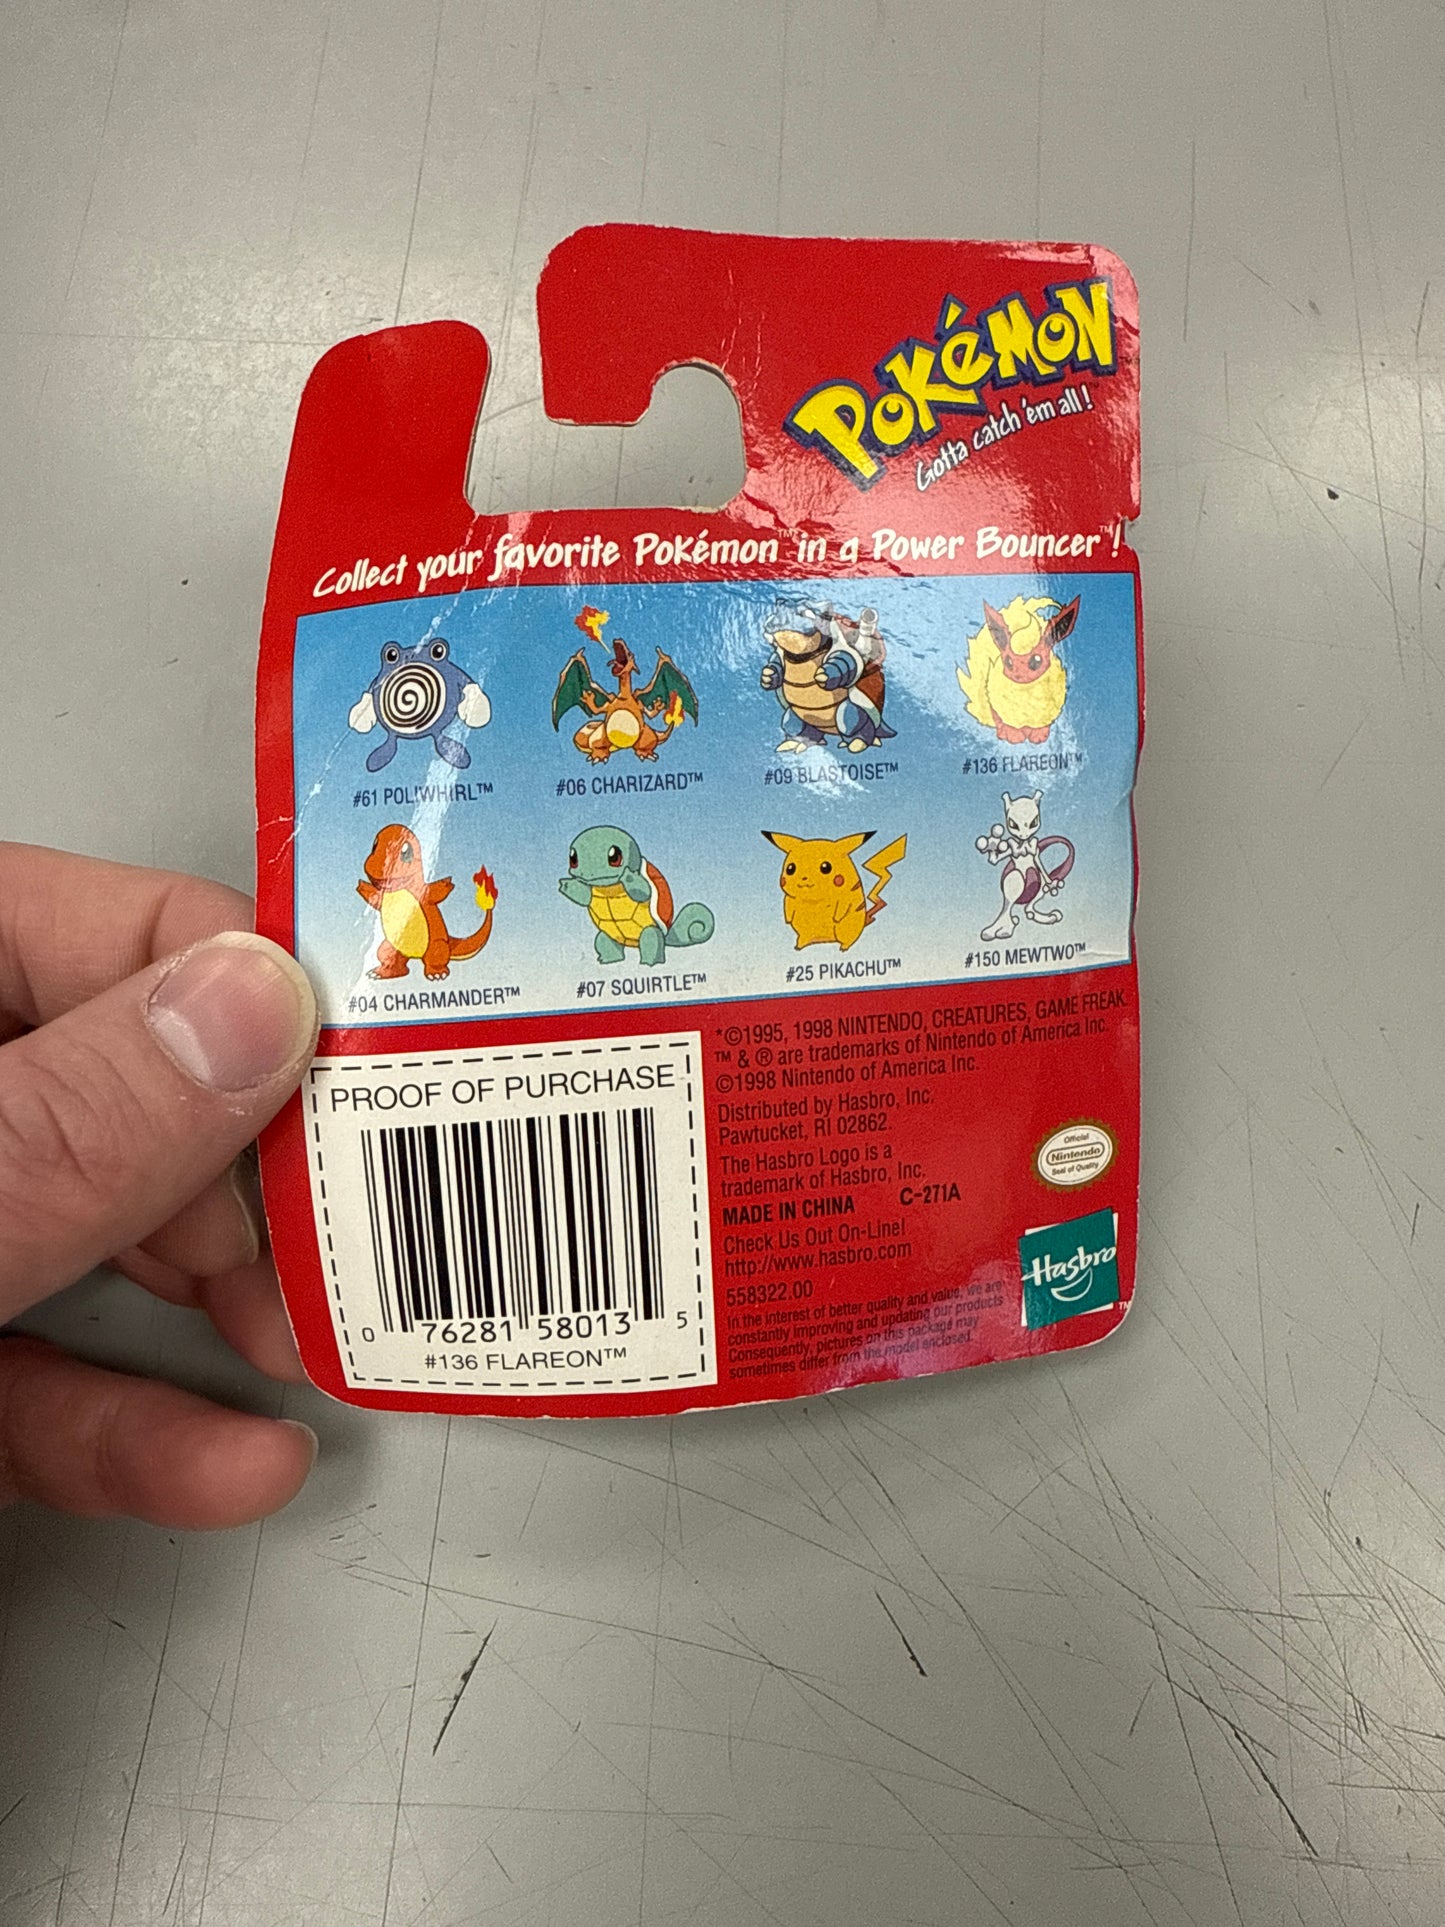 POKéMON™
Gotta catch 'em all!™
Collect your favorite Pokémon™ in a Power Bouncer™!
#61 POLIWHIRL™
#06 CHARIZARD™
#09 BLASTOISE™
#136 FLAREON™
#04 CHARMANDER™
#07 SQUIRTLE™
#25 PIKACHU™
#150 MEWTWO™
PROOF OF PURCHASE
0 76281 58013 5
#136 FLAREON™
*©1995, 1998 NINTENDO, CREATURES, GAME FREAK.
™ & ® are trademarks of Nintendo of America Inc.
©1998 Nintendo of America Inc.
Distributed by Hasbro, Inc.
Pawtucket, RI 02862.
The Hasbro Logo is a
trademark of Hasbro, Inc.
MADE IN CHINA C-271A
Check Us Out On-Line!
http://www.hasbro.com
558322.00
In the interest of better quality and value, we are
constantly improving and updating our products
Consequently, pictures on this package may
sometimes differ from the model enclosed.
Official
Nintendo
Seal of Quality
Hasbro™